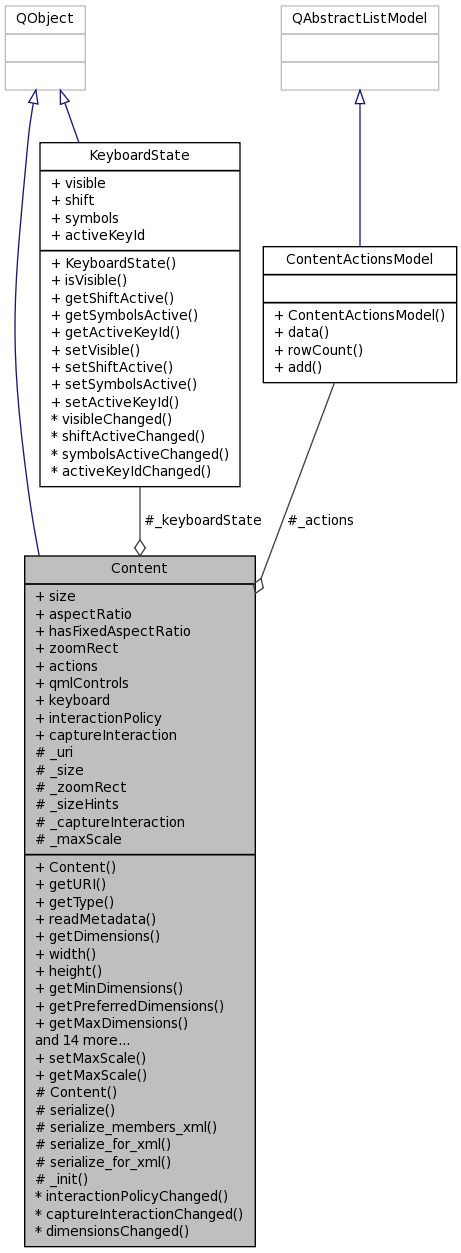 QObject
QAbstractListModel
KeyboardState
+ visible
+ shift
+ symbols
+ activeKeyId
+ KeyboardState()
+ isVisible()
+ getShiftActive()
+ getSymbolsActive()
+ getActiveKeyId()
+ setVisible()
+ setShiftActive()
+ setSymbolsActive()
+ setActiveKeyId()
* visibleChanged()
* shiftActiveChanged()
* symbolsActiveChanged()
* activeKeyIdChanged()
ContentActionsModel
+ ContentActionsModel()
+ data()
+ rowCount()
+ add()
#_keyboardState
#_actions
Content
+ size
+ aspectRatio
+ hasFixedAspectRatio
+ zoomRect
+ actions
+ qmlControls
+ keyboard
+ interactionPolicy
+ captureInteraction
# _uri
# _size
# _zoomRect
# _sizeHints
# _captureInteraction
# _maxScale
+ Content()
+ getURI()
+ getType()
+ readMetadata()
+ getDimensions()
+ width()
+ height()
+ getMinDimensions()
+ getPreferredDimensions()
+ getMaxDimensions()
and 14 more...
+ setMaxScale()
+ getMaxScale()
# Content()
# serialize()
# serialize_members_xml()
# serialize_for_xml()
# serialize_for_xml()
# _init()
* interactionPolicyChanged()
* captureInteractionChanged()
* dimensionsChanged()